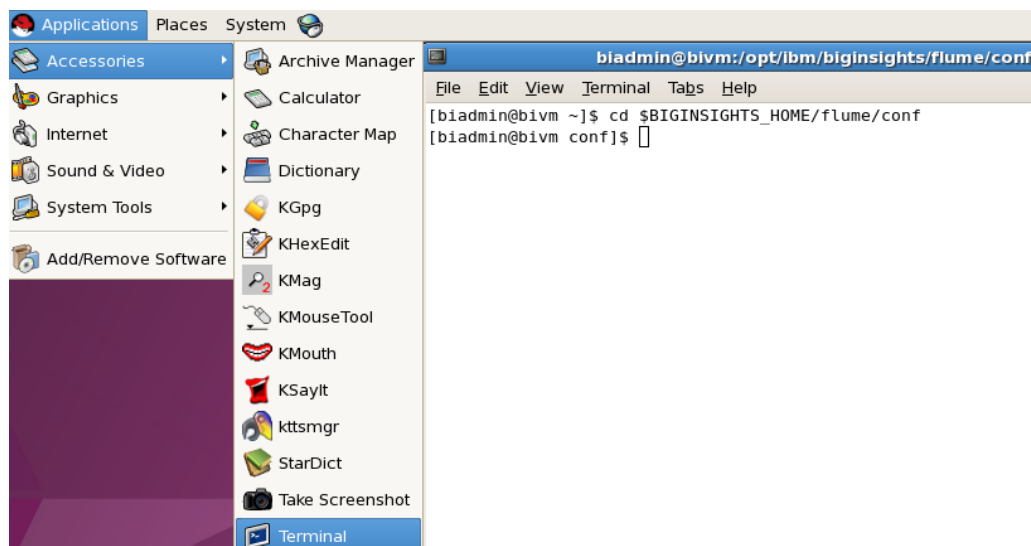 Applications Places System
Accessories
Graphics
Internet
Sound & Video
System Tools
Add/Remove Software
Archive Manager
Calculator
Character Map
Dictionary
KGpg
KHexEdit
KMag
KMouseTool
KMouth
KSayIt
kttsmgr
StarDict
Take Screenshot
Terminal
biadmin@bivm:/opt/ibm/biginsights/flume/conf
File Edit View Terminal Tabs Help
[biadmin@bivm ~]$ cd $BIGINSIGHTS_HOME/flume/conf
[biadmin@bivm conf]$